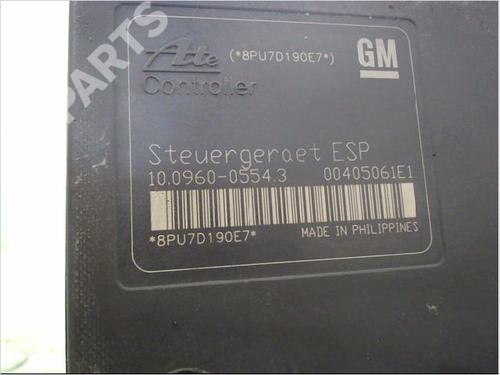 PARTS
Ate (*8PU7D190E7*) GM
Controller
Steuergeraet ESP
10.0960-0554.3 00405061E1
*8PU7D190E7* MADE IN PHILIPPINES